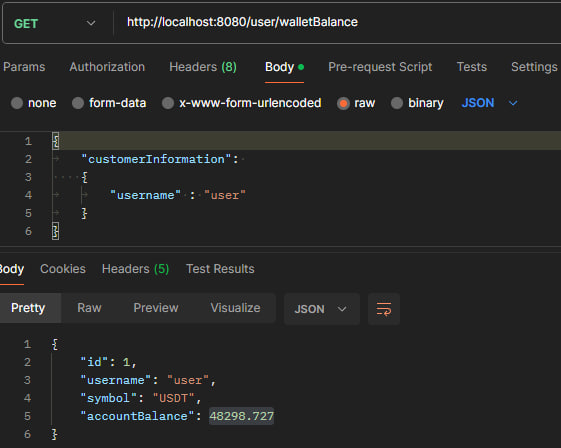 GET http://localhost:8080/user/walletBalance
Params Authorization Headers (8) Body Pre-request Script Tests Settings
none form-data x-www-form-urlencoded raw binary JSON
1 {
2 "customerInformation":
3 {
4 "username" : "user"
5 }
6 }
Body Cookies Headers (5) Test Results
Pretty Raw Preview Visualize JSON
1 {
2 "id": 1,
3 "username": "user",
4 "symbol": "USDT",
5 "accountBalance": 48298.727
6 }